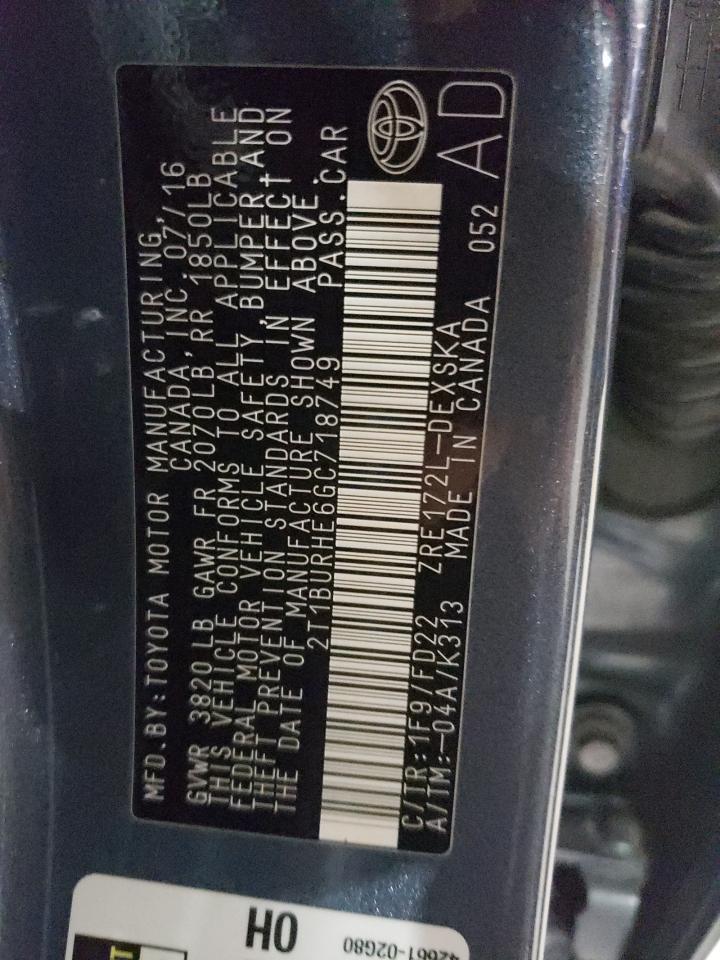 MFD.BY:TOYOTA MOTOR MANUFACTURING,
CANADA,INC.07/16
GVWR 3820LB GAWR FR 2070LB,RR 1850LB
THIS VEHICLE CONFORMS TO ALL APPLICABLE
FEDERAL MOTOR VEHICLE SAFETY, BUMPER,AND
THEFT PREVENTION STANDARDS IN EFFECT ON
THE DATE OF MANUFACTURE SHOWN ABOVE.
2T1BURHE6GC718749 PASS.CAR
C/TR:1F9/FD22 ZRE172L-DEXSKA
A/TM:-04A/K313 MADE IN CANADA 052
AD
OH
42661-02G80